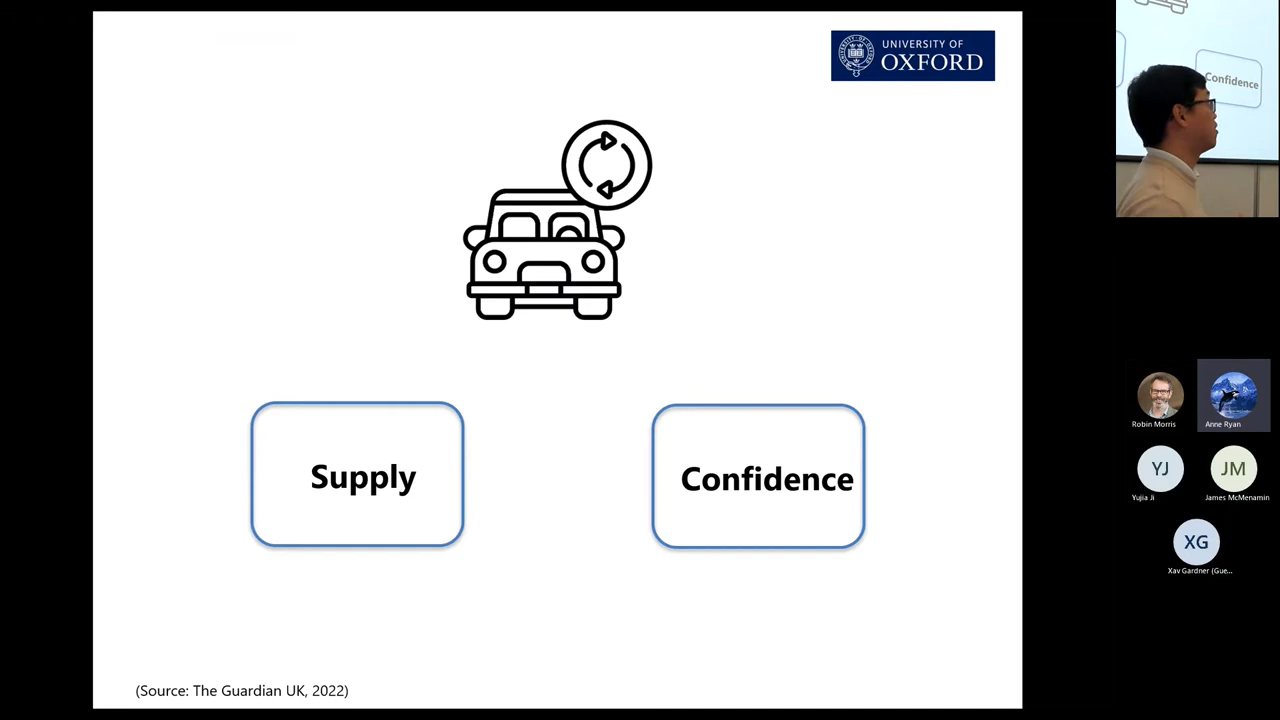 UNIVERSITY OF
OXFORD
Supply
Confidence
(Source: The Guardian UK, 2022)
Confidence
Robin Morris
Anne Ryan
YJ
Yujia Ji
JM
James McMenamin
XG
Xav Gardner (Gue...